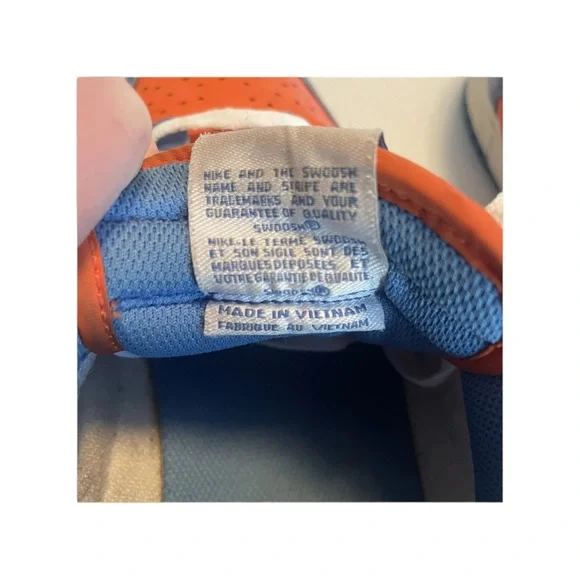 NIKE AND THE SWOOSH
NAME AND STRIPE ARE
TRADEMARKS AND YOUR
GUARANTEE OF QUALITY
SWOOSH®
NIKE-LE TERME SWOOSH
ET SON SIGLE SONT DES
MARQUES DEPOSEES ET
VOTRE GARANTIE DE QUALITE
SWOOSH®
MADE IN VIETNAM
FABRIQUE AU VIETNAM